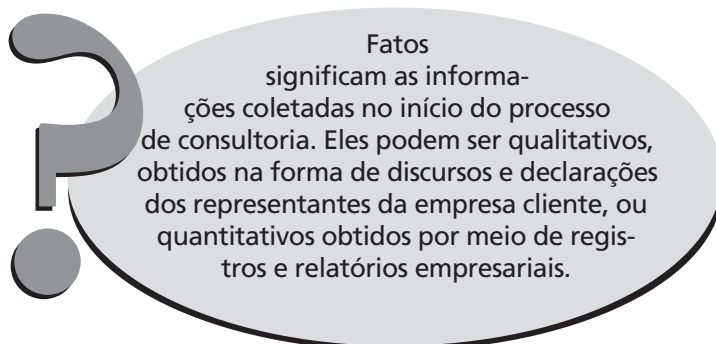 Fatos
significam as informa-
ções coletadas no início do processo
de consultoria. Eles podem ser qualitativos,
obtidos na forma de discursos e declarações
dos representantes da empresa cliente, ou
quantitativos obtidos por meio de regis-
tros e relatórios empresariais.